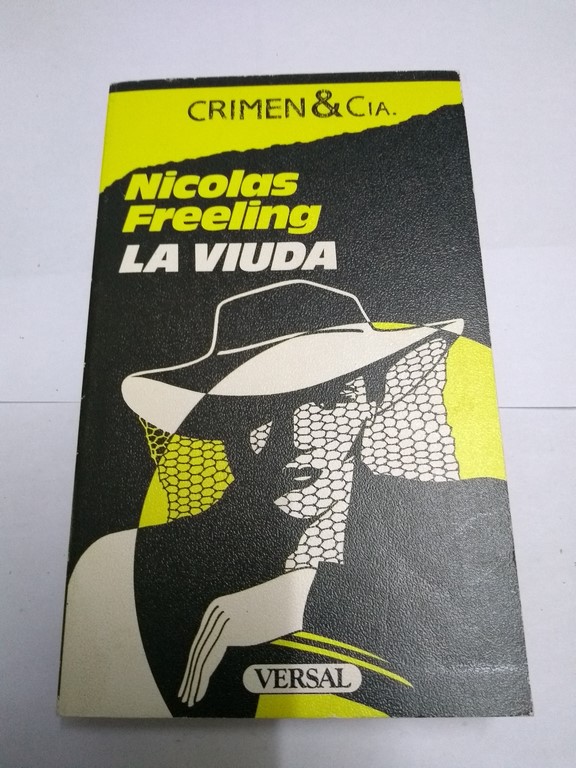 CRIMEN & CIA.
Nicolas
Freeling
LA VIUDA
VERSAL